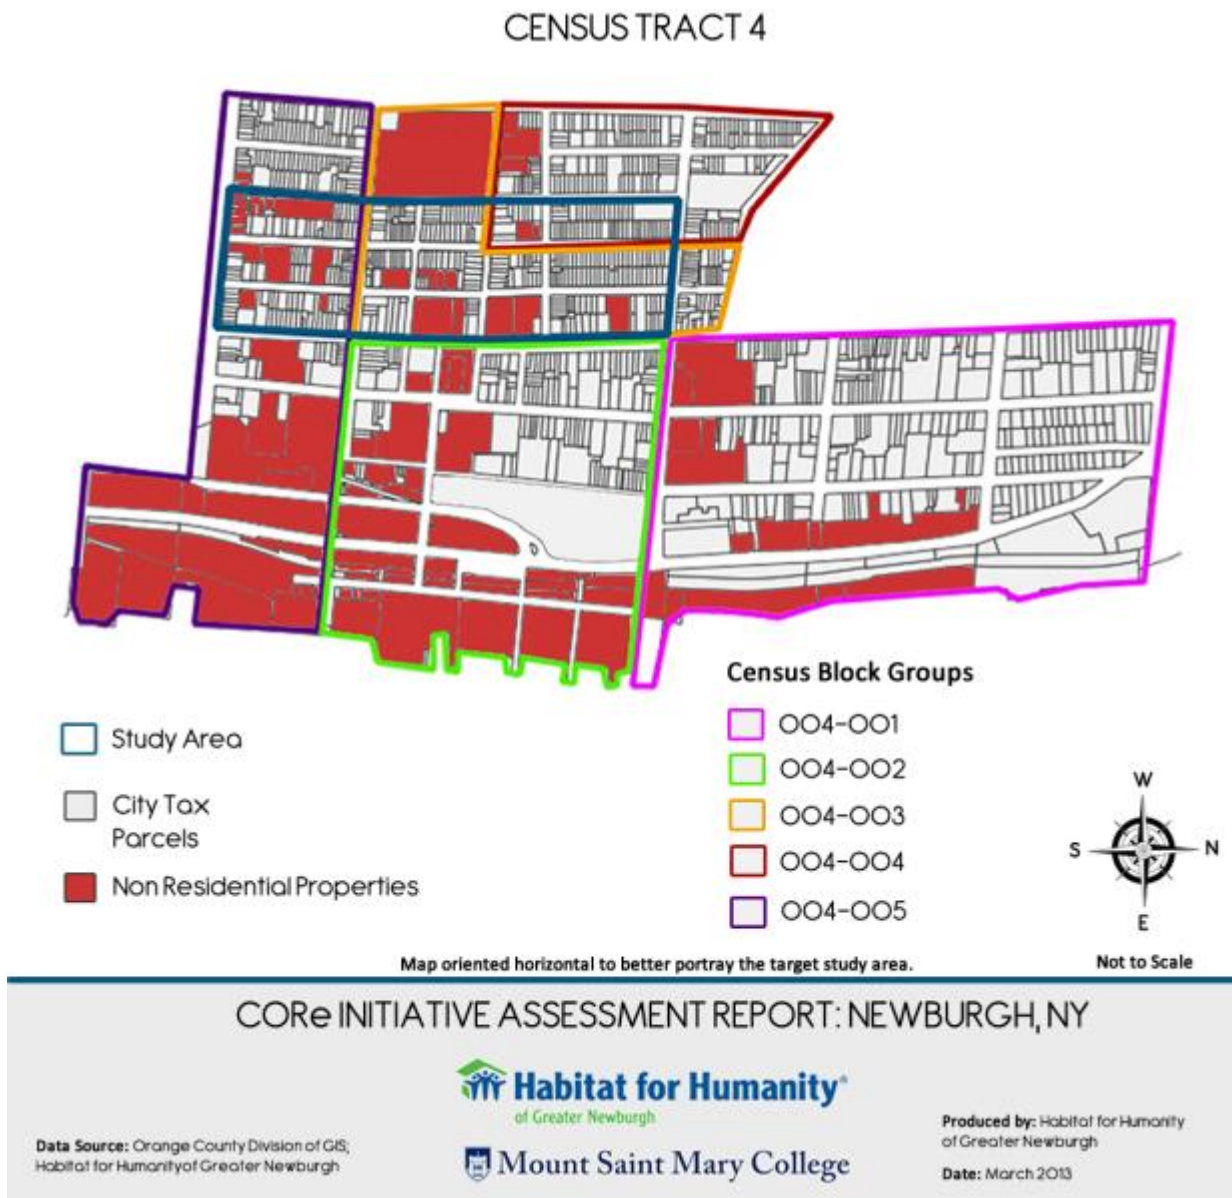 CENSUS TRACT 4
Study Area
City Tax
Parcels
Non Residential Properties
Census Block Groups
004-001
004-002
004-003
004-004
004-005
W
S
N
E
Map oriented horizontal to better portray the target study area.
Not to Scale
CORe INITIATIVE ASSESSMENT REPORT: NEWBURGH, NY
Habitat for Humanity®
of Greater Newburgh
Mount Saint Mary College
Data Source: Orange County Division of GIS;
Habitat for Humanityof Greater Newburgh
Produced by: Habitat for Humanity
of Greater Newburgh
Date: March 2013